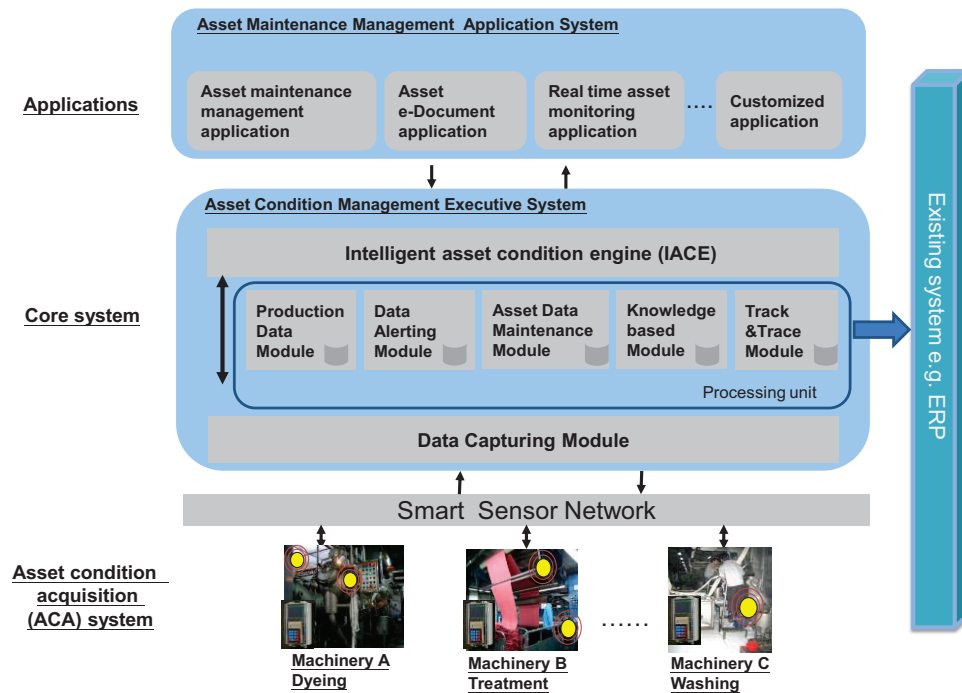 Asset Maintenance Management Application System
Applications
Asset maintenance
management
application
Asset
e-Document
application
Real time asset
monitoring
application
....
Customized
application
Asset Condition Management Executive System
Intelligent asset condition engine (IACE)
Core system
Production
Data
Module
Data
Alerting
Module
Asset Data
Maintenance
Module
Knowledge
based
Module
Track
&Trace
Module
Processing unit
Data Capturing Module
Existing system e.g. ERP
Smart Sensor Network
Asset condition
acquisition
(ACA) system
......
Machinery A
Dyeing
Machinery B
Treatment
Machinery C
Washing